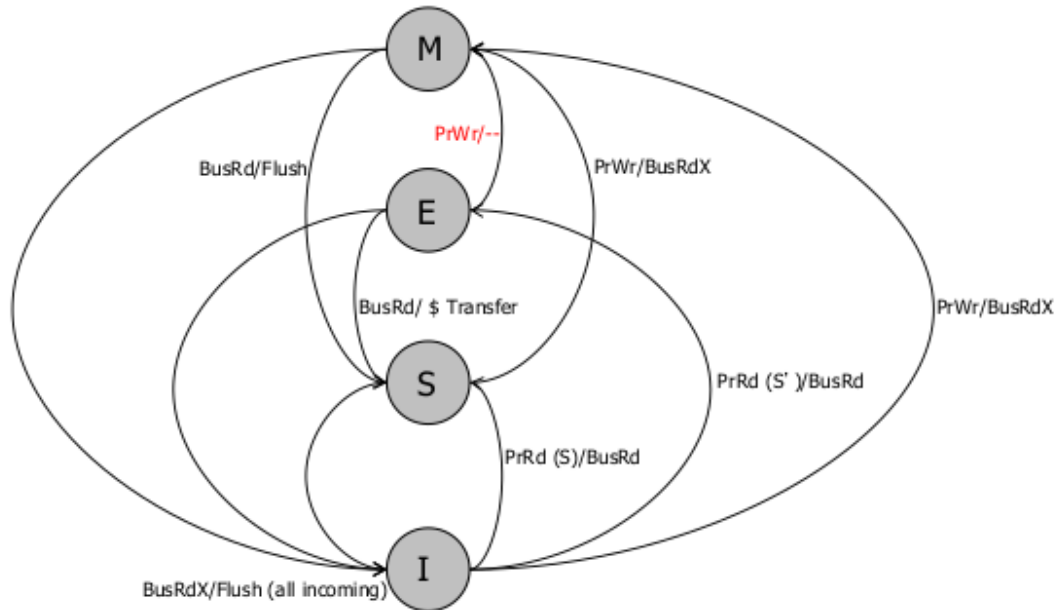 M
PrWr/--
BusRd/Flush
PrWr/BusRdX
E
BusRd/ $ Transfer
PrWr/BusRdX
S
PrRd (S' )/BusRd
PrRd (S)/BusRd
I
BusRdX/Flush (all incoming)